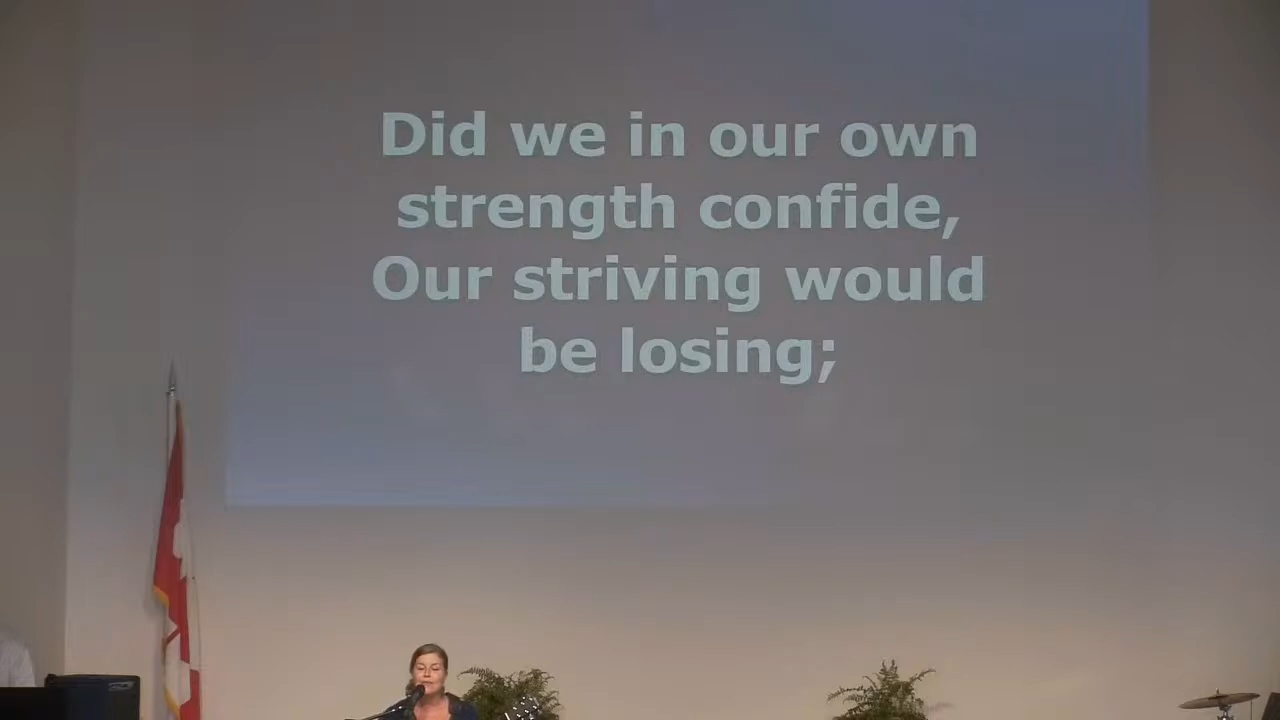 Did we in our own
strength confide,
Our striving would
be losing;